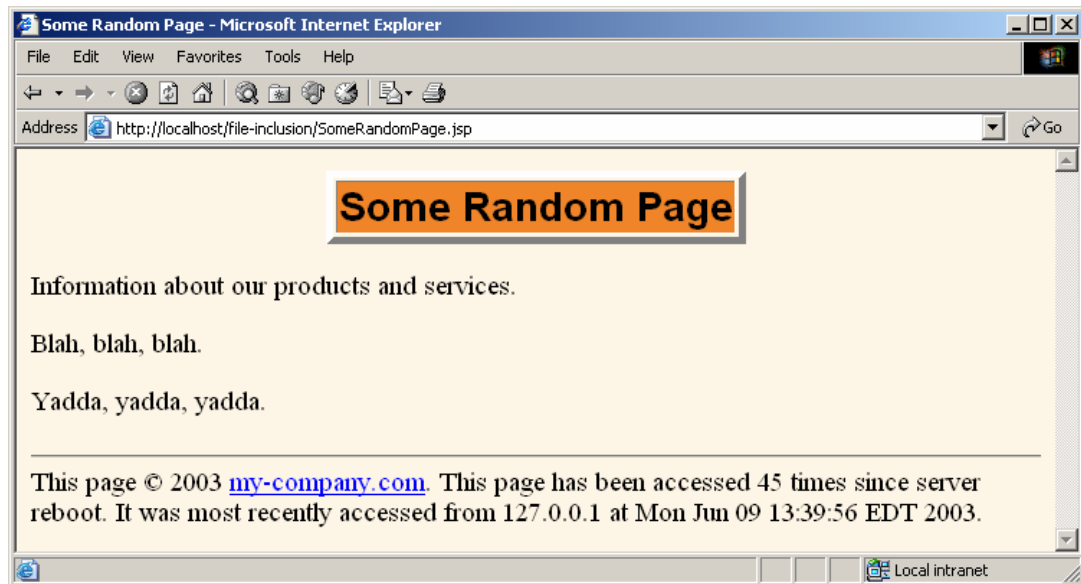 Some Random Page - Microsoft Internet Explorer
File Edit View Favorites Tools Help
Address http://localhost/file-inclusion/SomeRandomPage.jsp Go
Some Random Page
Information about our products and services.
Blah, blah, blah.
Yadda, yadda, yadda.
This page © 2003 my-company.com. This page has been accessed 45 times since server
reboot. It was most recently accessed from 127.0.0.1 at Mon Jun 09 13:39:56 EDT 2003.
Local intranet